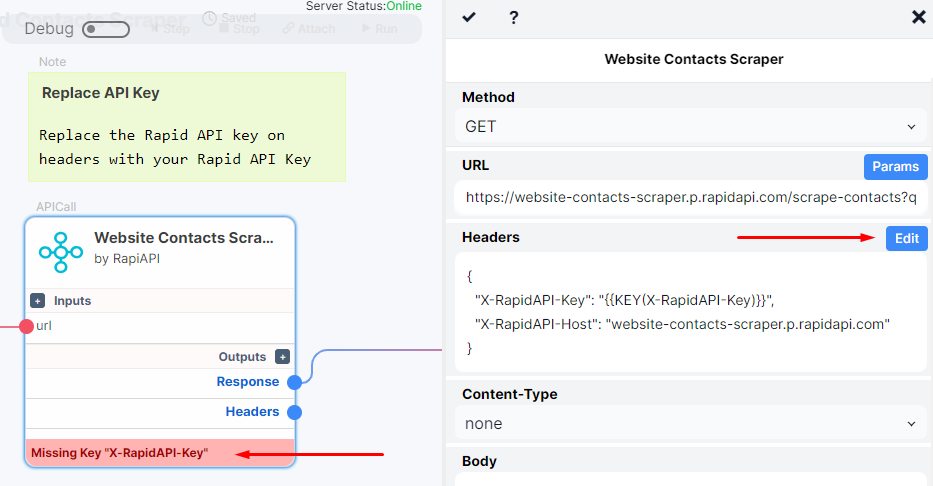 Server Status:Online
Saved
Debug
Step
Stop
Attach
Run
Note
Replace API Key
Replace the Rapid API key on
headers with your Rapid API Key
APICall
Website Contacts Scra...
by RapiAPI
+ Inputs
url
Outputs +
Response
Headers
Missing Key "X-RapidAPI-Key"
?
Website Contacts Scraper
Method
GET
URL
Params
https://website-contacts-scraper.p.rapidapi.com/scrape-contacts?q
Headers
Edit
{
"X-RapidAPI-Key": "{{KEY(X-RapidAPI-Key)}}",
"X-RapidAPI-Host": "website-contacts-scraper.p.rapidapi.com"
}
Content-Type
none
Body